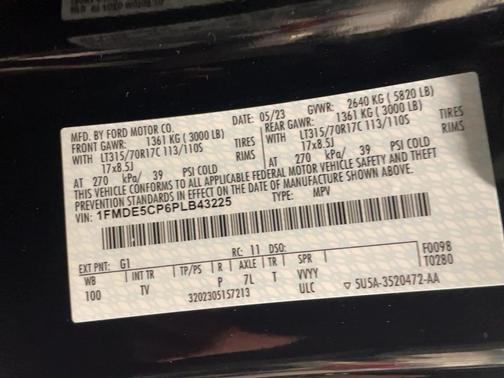 MFD. BY FORD MOTOR CO.
DATE: 05/23 GVWR: 2640 KG ( 5820 LB)
FRONT GAWR: 1361 KG ( 3000 LB) REAR GAWR: 1361 KG ( 3000 LB)
WITH LT315/70R17C 113/110S TIRES WITH LT315/70R17C 113/110S TIRES
17x8.5J RIMS 17x8.5J RIMS
AT 270 kPa/ 39 PSI COLD AT 270 kPa/ 39 PSI COLD
THIS VEHICLE CONFORMS TO ALL APPLICABLE FEDERAL MOTOR VEHICLE SAFETY AND
THEFT PREVENTION STANDARDS IN EFFECT ON THE DATE OF MANUFACTURE SHOWN ABOVE.
VIN: 1FMDE5CP6PLB43225 TYPE: MPV
EXT PNT: G1 RC: 11 DSO: F0098
WB INT TR TP/PS R AXLE TR SPR T0280
100 TV P 7L T VVYY
3202305157213 ULC ▽ 5U5A-3520472-AA